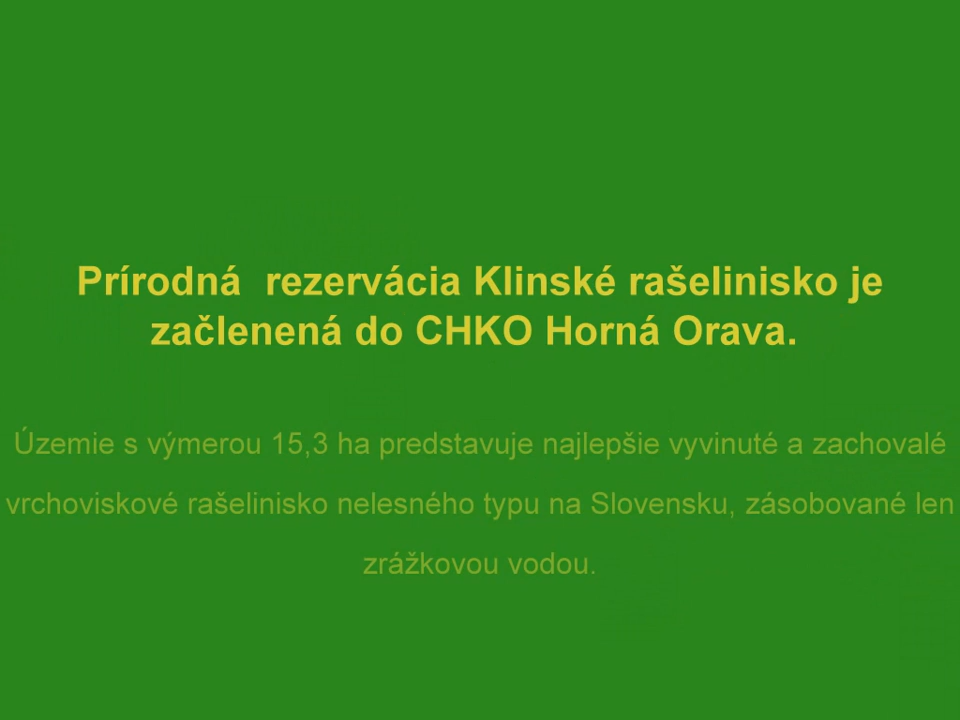 Prírodná  rezervácia Klinské rašelinisko je
začlenená do CHKO Horná Orava.
Územie s výmerou 15,3 ha predstavuje najlepšie vyvinuté a zachovalé
vrchoviskové rašelinisko nelesného typu na Slovensku, zásobované len
zrážkovou vodou.